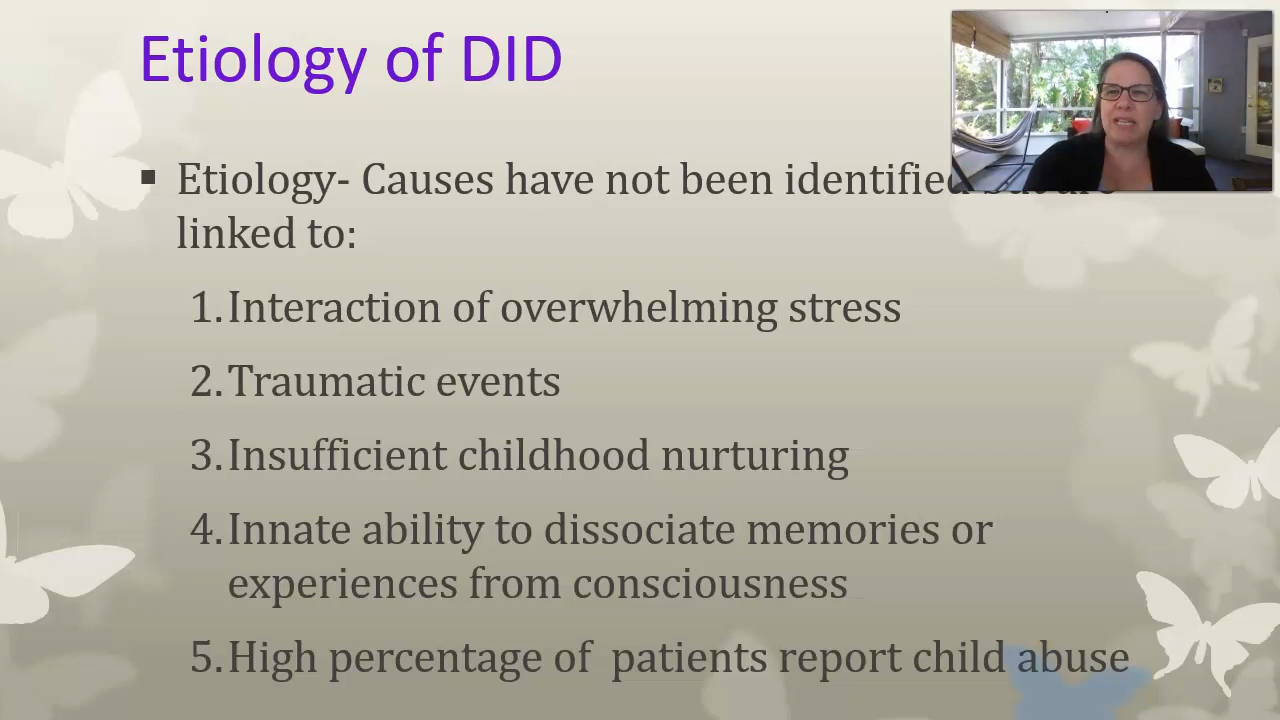 Etiology of DID
▪ Etiology- Causes have not been identified
linked to:
1. Interaction of overwhelming stress
2. Traumatic events
3. Insufficient childhood nurturing
4. Innate ability to dissociate memories or
experiences from consciousness
5. High percentage of patients report child abuse